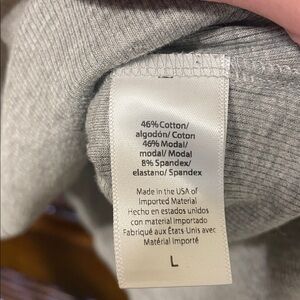 46% Cotton/
algodón/ Coton
46% Modal/
modal/ Modal
8% Spandex/
elastano/ Spandex
Made in the USA of
Imported Material
Hecho en estados unidos
con material importado
Fabriqué aux États-Unis avec
Matérial Importé
L